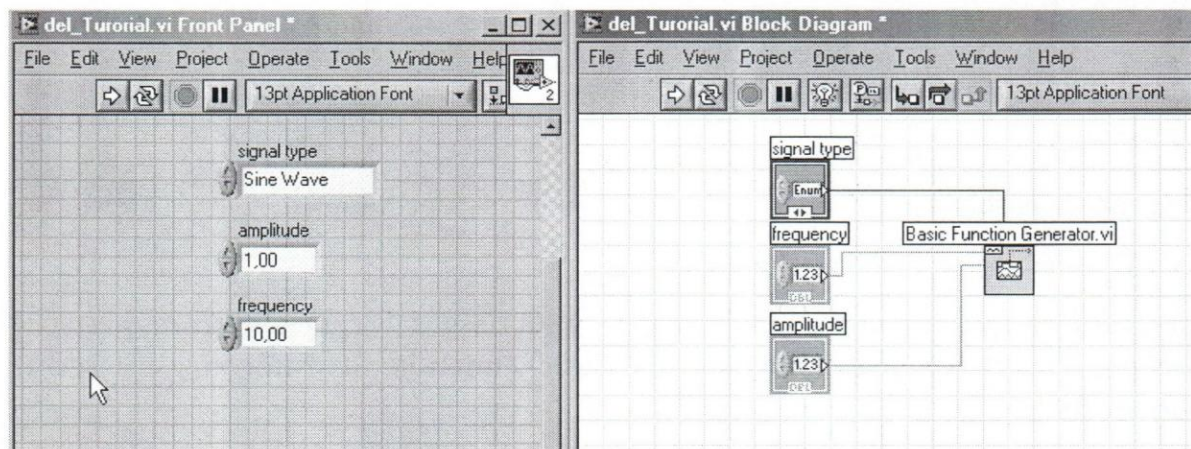 del_Turorial.vi Front Panel *
File Edit View Project Operate Tools Window Help
13pt Application Font
2
signal type
Sine Wave
amplitude
1,00
frequency
10,00
del_Turorial.vi Block Diagram *
File Edit View Project Operate Tools Window Help
13pt Application Font
signal type
Enum
frequency
1.23
DBL
Basic Function Generator.vi
amplitude
1.23
DBL